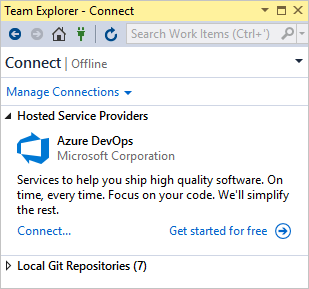 Team Explorer - Connect
Search Work Items (Ctrl+')
Connect | Offline
Manage Connections
Hosted Service Providers
Azure DevOps
Microsoft Corporation
Services to help you ship high quality software. On
time, every time. Focus on your code. We'll simplify
the rest.
Connect...
Get started for free
Local Git Repositories (7)